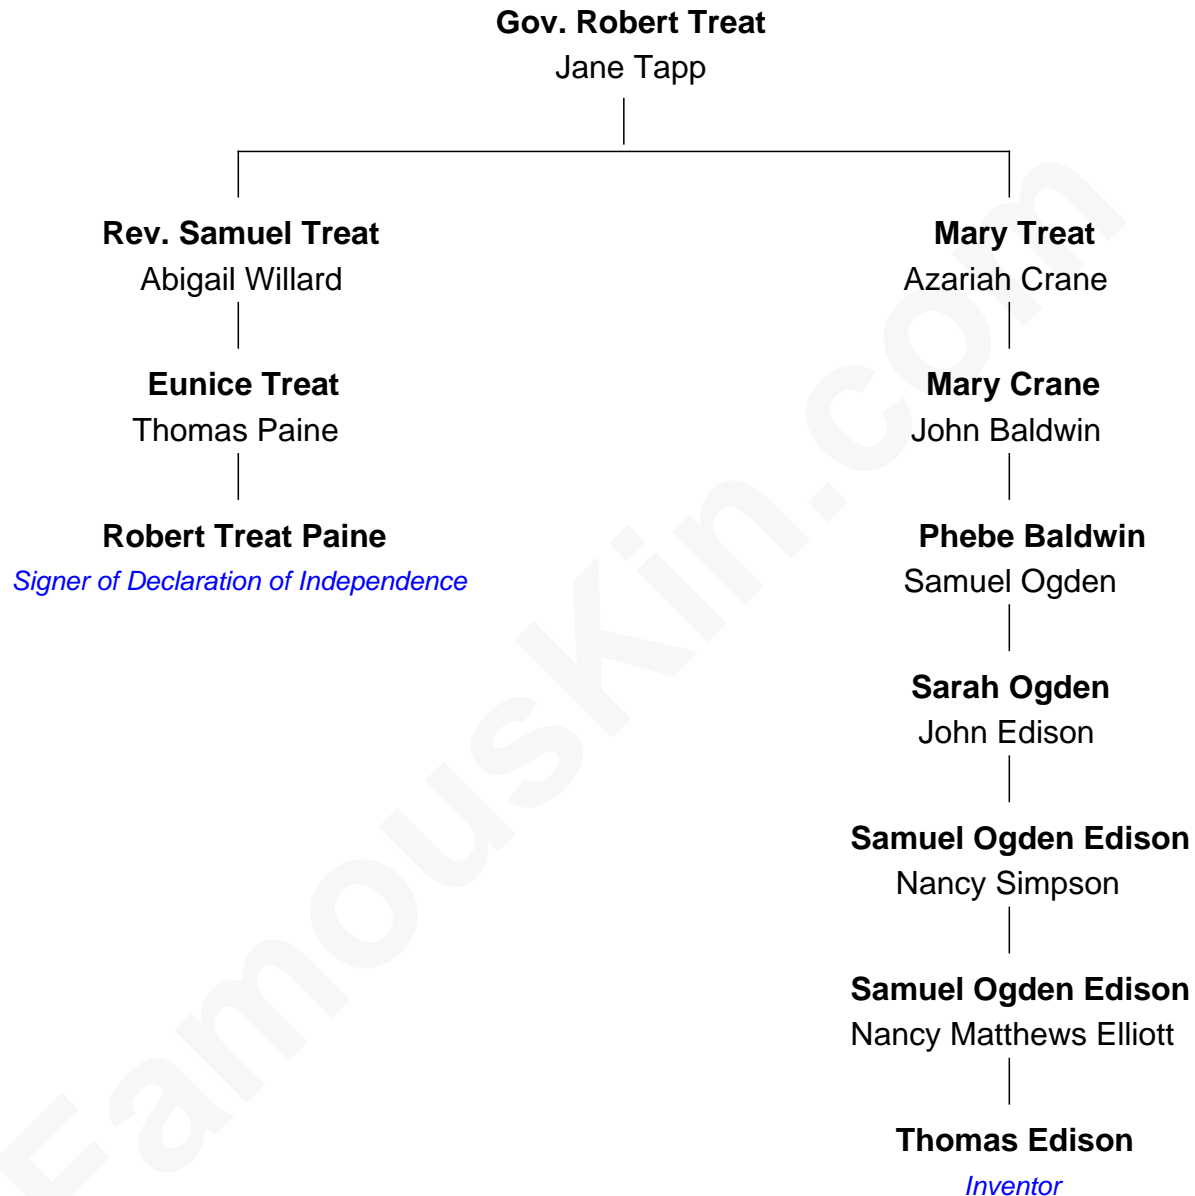 Gov. Robert Treat
Jane Tapp
Rev. Samuel Treat
Abigail Willard
Mary Treat
Azariah Crane
Eunice Treat
Thomas Paine
Mary Crane
John Baldwin
Robert Treat Paine
Signer of Declaration of Independence
Phebe Baldwin
Samuel Ogden
Sarah Ogden
John Edison
Samuel Ogden Edison
Nancy Simpson
Samuel Ogden Edison
Nancy Matthews Elliott
Thomas Edison
Inventor
FamousKin.com